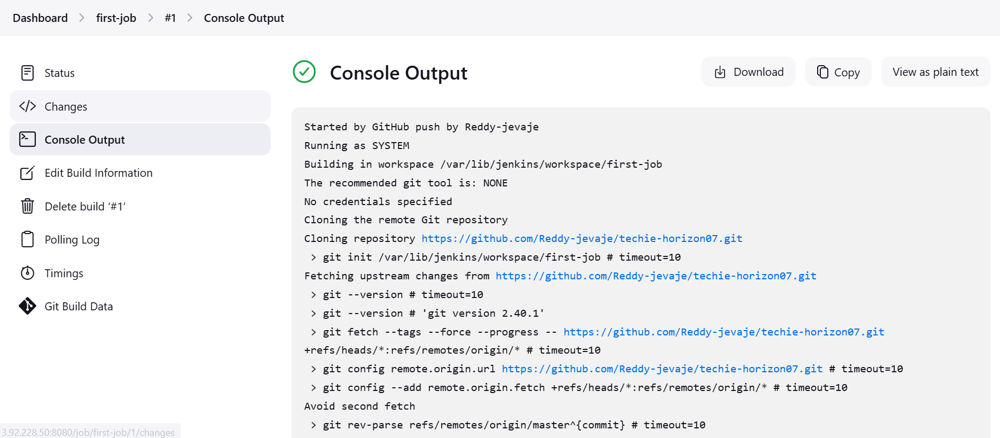 Dashboard > first-job > #1 > Console Output
Status
Changes
Console Output
Edit Build Information
Delete build ‘#1’
Polling Log
Timings
Git Build Data
Console Output
Download
Copy
View as plain text
Started by GitHub push by Reddy-jevaje
Running as SYSTEM
Building in workspace /var/lib/jenkins/workspace/first-job
The recommended git tool is: NONE
No credentials specified
Cloning the remote Git repository
Cloning repository https://github.com/Reddy-jevaje/techie-horizon07.git
 > git init /var/lib/jenkins/workspace/first-job # timeout=10
Fetching upstream changes from https://github.com/Reddy-jevaje/techie-horizon07.git
 > git --version # timeout=10
 > git --version # 'git version 2.40.1'
 > git fetch --tags --force --progress -- https://github.com/Reddy-jevaje/techie-horizon07.git
+refs/heads/*:refs/remotes/origin/* # timeout=10
 > git config remote.origin.url https://github.com/Reddy-jevaje/techie-horizon07.git # timeout=10
 > git config --add remote.origin.fetch +refs/heads/*:refs/remotes/origin/* # timeout=10
Avoid second fetch
 > git rev-parse refs/remotes/origin/master^{commit} # timeout=10
3.92.228.50:8080/job/first-job/1/changes